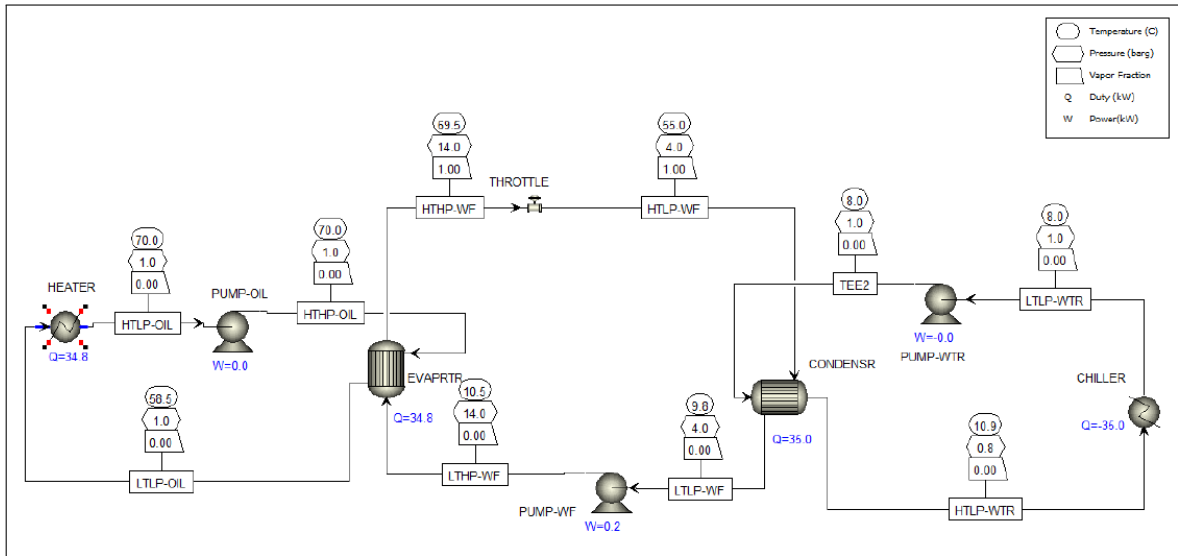 Temperature (C)
Pressure (barg)
Vapor Fraction
Q Duty (kW)
W Power(kW)
69.5
14.0
1.00
HTHP-WF
THROTTLE
55.0
4.0
1.00
HTLP-WF
8.0
1.0
0.00
TEE2
8.0
1.0
0.00
LTLP-WTR
HEATER
Q=34.8
70.0
1.0
0.00
HTLP-OIL
PUMP-OIL
W=0.0
70.0
1.0
0.00
HTHP-OIL
EVAPRTR
Q=34.8
W=-0.0
PUMP-WTR
CONDENSR
Q=35.0
CHILLER
Q=-35.0
58.5
1.0
0.00
LTLP-OIL
10.5
14.0
0.00
LTHP-WF
PUMP-WF
W=0.2
9.8
4.0
0.00
LTLP-WF
10.9
0.8
0.00
HTLP-WTR